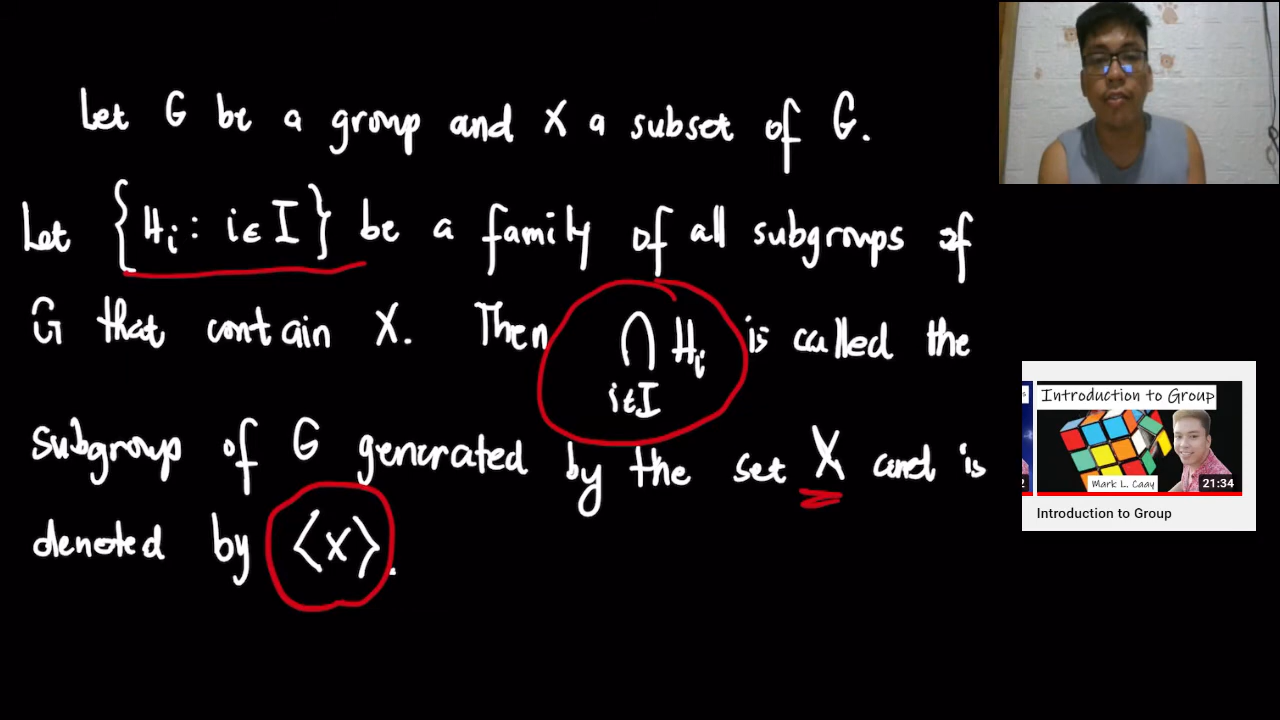 Let G be a group and X a subset of G.
Let {Hᵢ : i∈I} be a family of all subgroups of
G that contain X. Then ⋂ Hᵢ is called the
i∈I
subgroup of G generated by the set X and is
denoted by ⟨X⟩.
Introduction to Group
Mark L. Caay
21:34
Introduction to Group